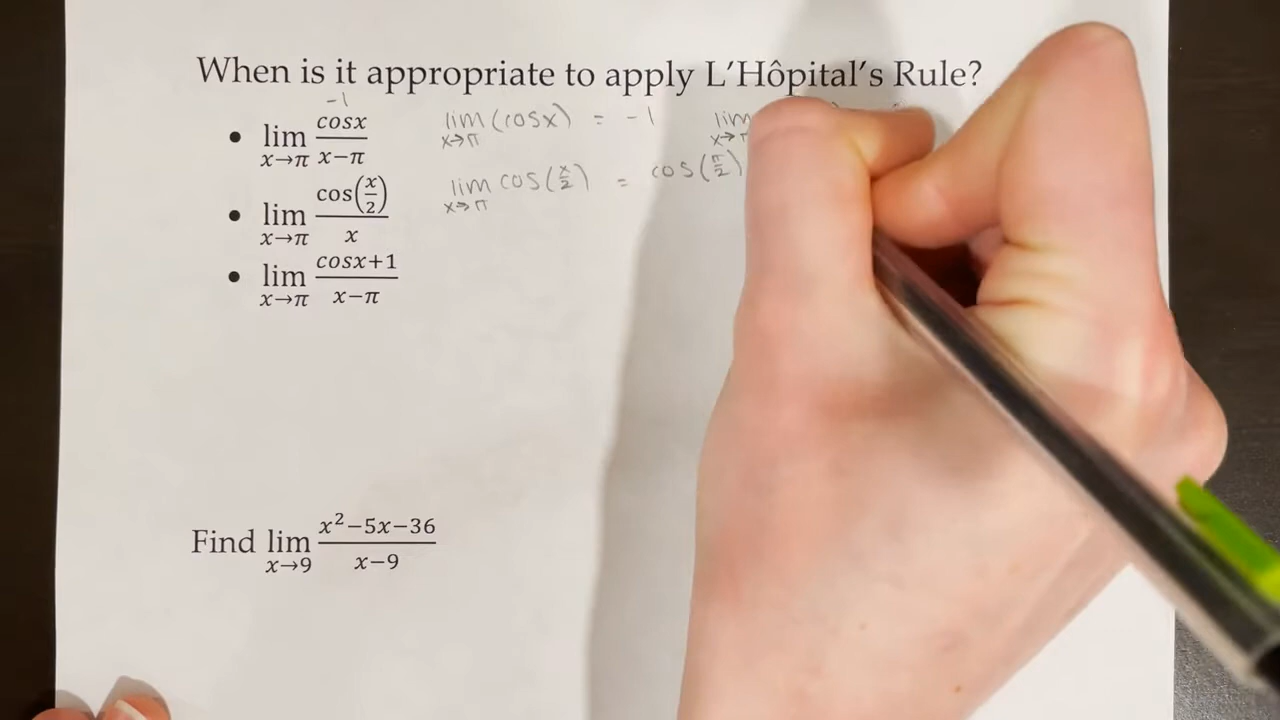 When is it appropriate to apply L'Hôpital's Rule?
-1
• lim x→π cosx/x−π lim x→π (cosx) = -1 lim x→π
• lim x→π cos(x/2)/x lim x→π cos(x/2) = cos(π/2)
• lim x→π cosx+1/x−π
Find lim x→9 x²−5x−36/x−9